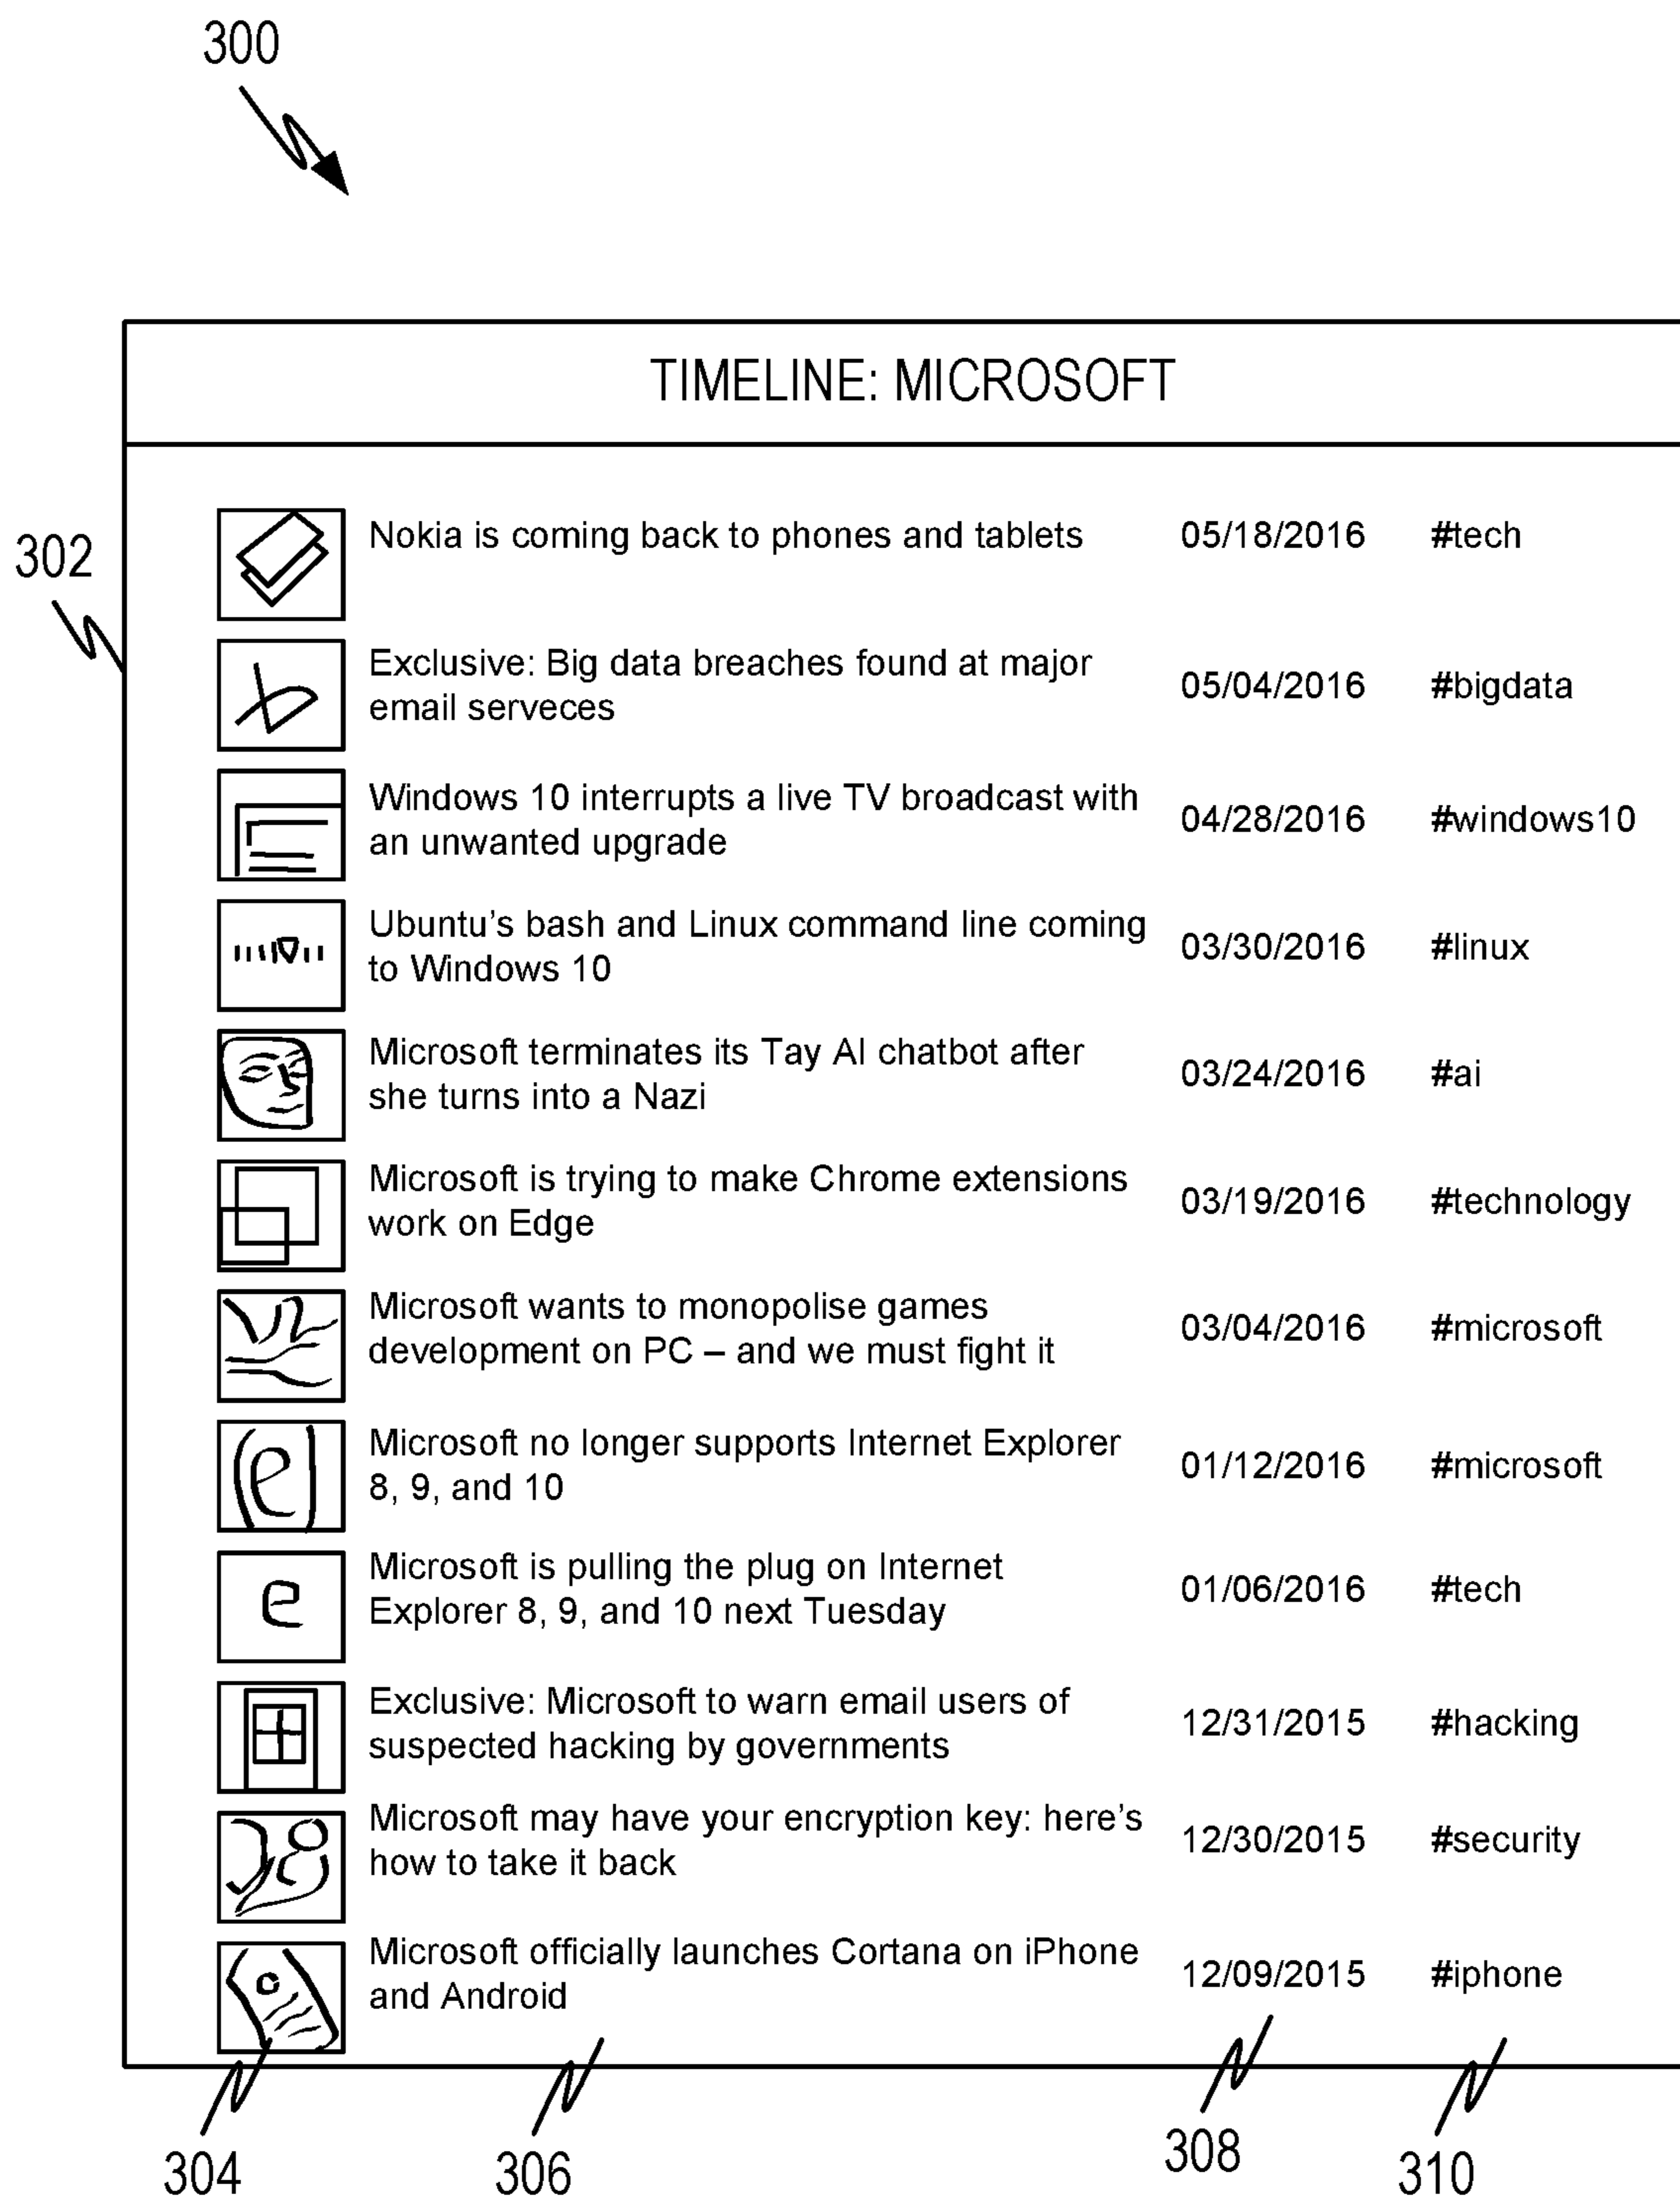 300
TIMELINE: MICROSOFT
302
Nokia is coming back to phones and tablets 05/18/2016 #tech
Exclusive: Big data breaches found at major
email serveces 05/04/2016 #bigdata
Windows 10 interrupts a live TV broadcast with
an unwanted upgrade 04/28/2016 #windows10
Ubuntu's bash and Linux command line coming
to Windows 10 03/30/2016 #linux
Microsoft terminates its Tay AI chatbot after
she turns into a Nazi 03/24/2016 #ai
Microsoft is trying to make Chrome extensions
work on Edge 03/19/2016 #technology
Microsoft wants to monopolise games
development on PC – and we must fight it 03/04/2016 #microsoft
Microsoft no longer supports Internet Explorer
8, 9, and 10 01/12/2016 #microsoft
e
Microsoft is pulling the plug on Internet
Explorer 8, 9, and 10 next Tuesday 01/06/2016 #tech
e
Exclusive: Microsoft to warn email users of
suspected hacking by governments 12/31/2015 #hacking
Microsoft may have your encryption key: here's
how to take it back 12/30/2015 #security
Microsoft officially launches Cortana on iPhone
and Android 12/09/2015 #iphone
304 306 308 310